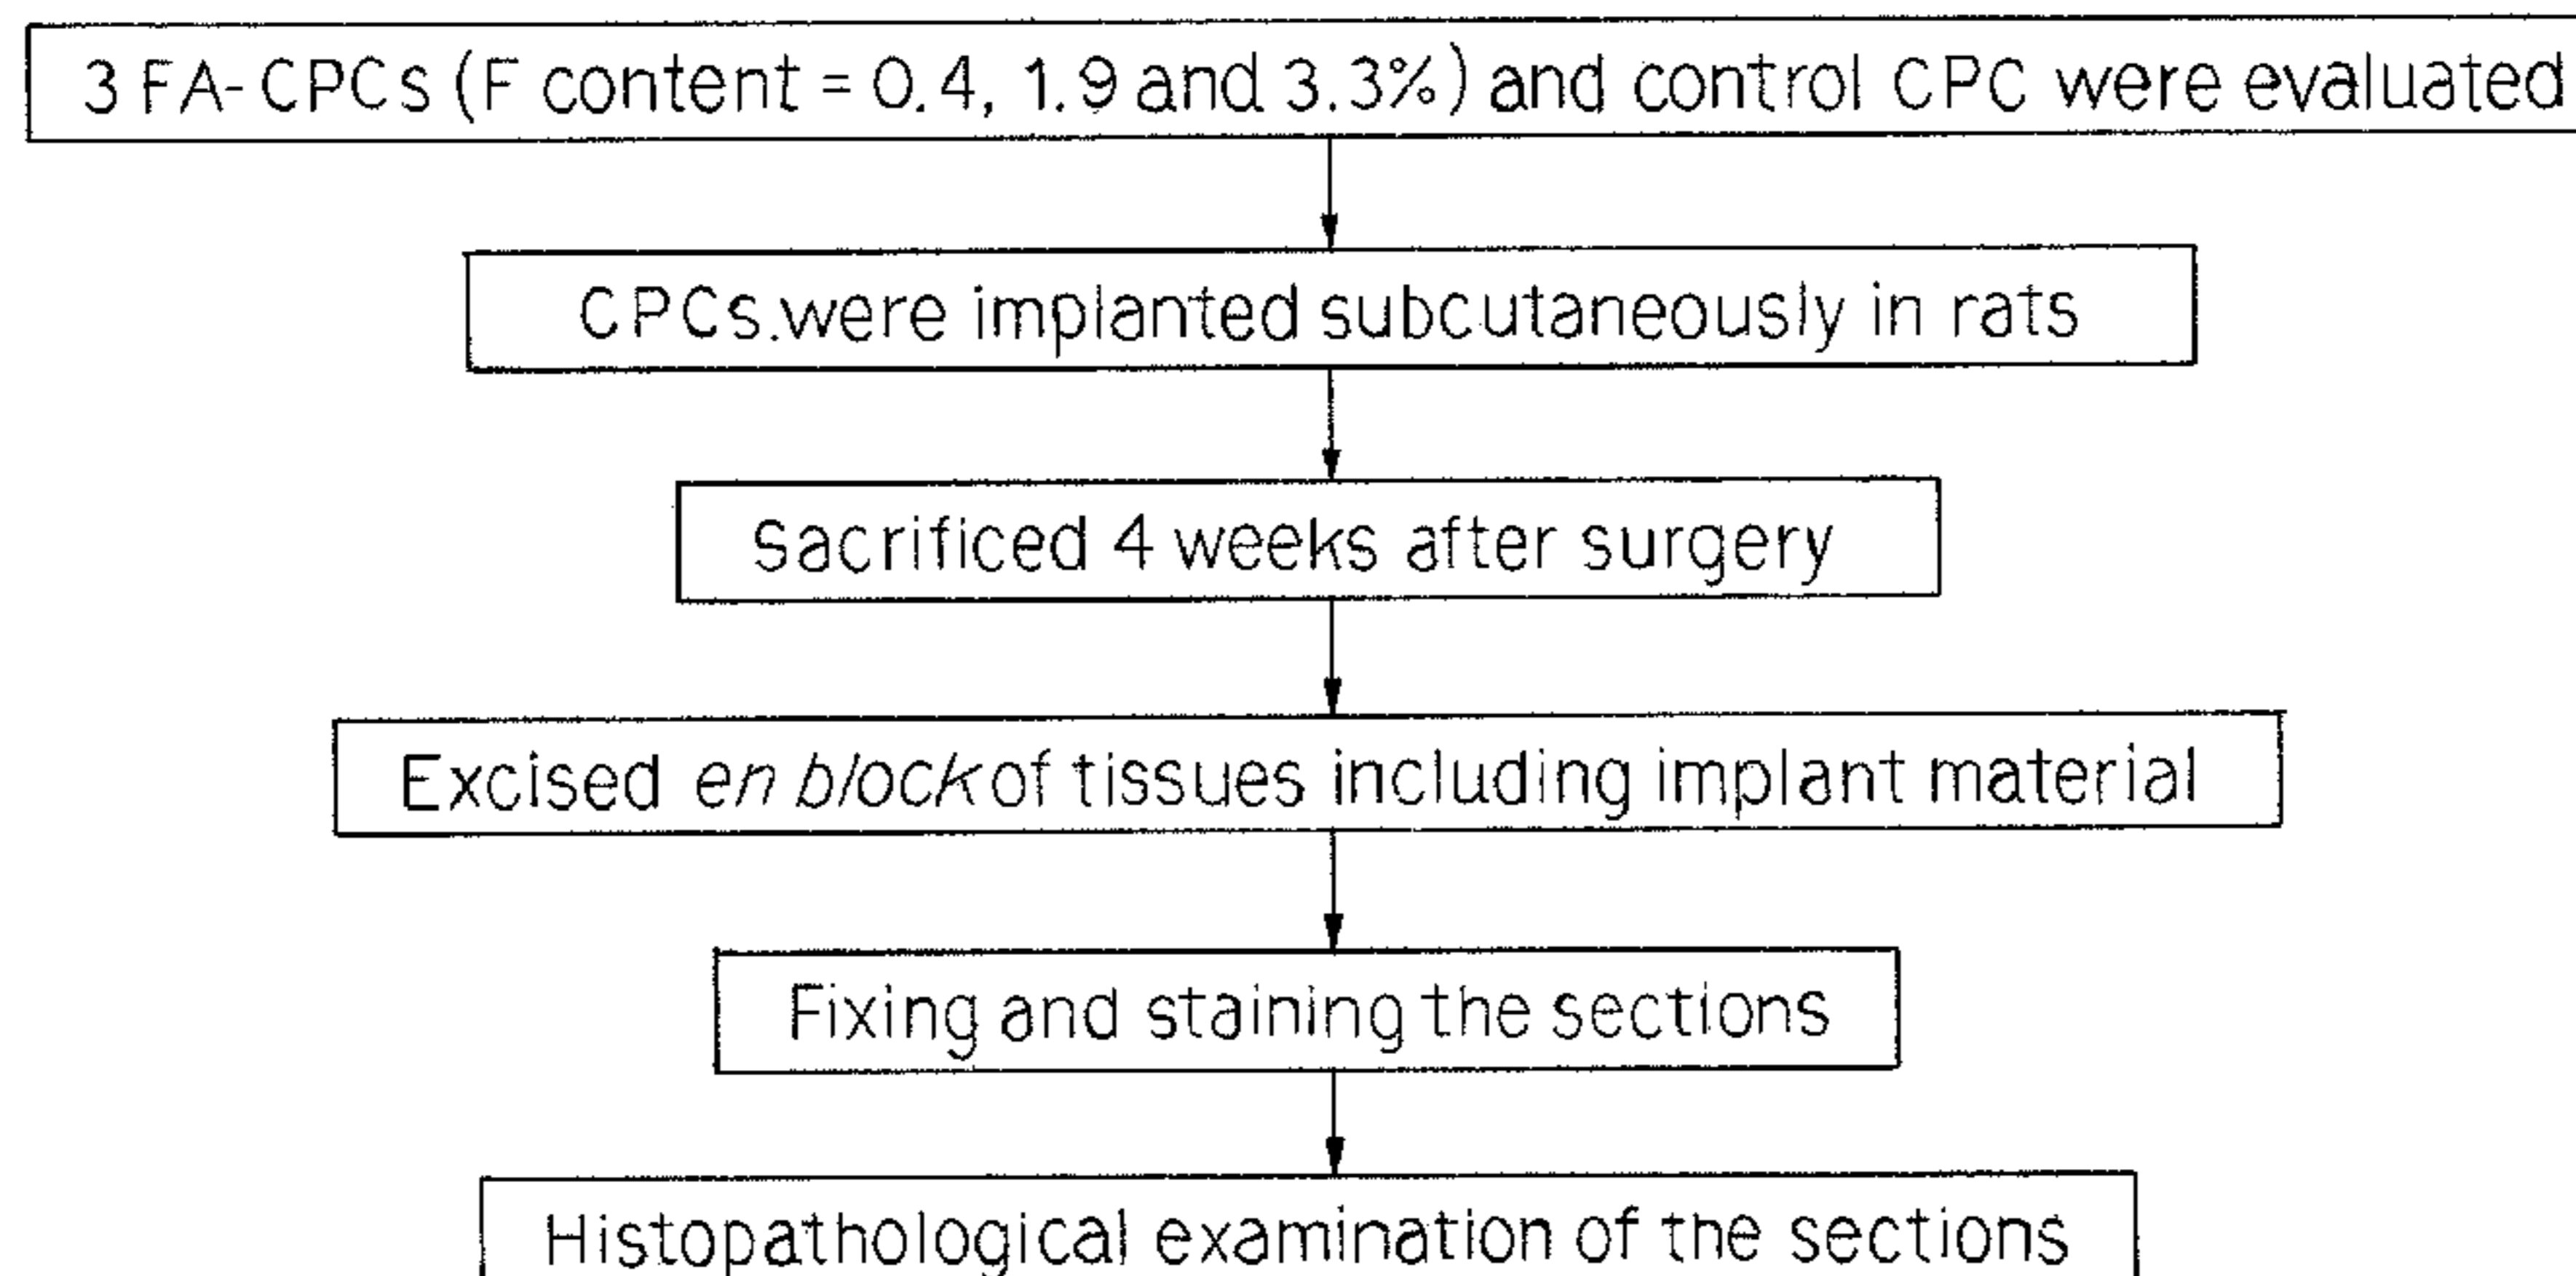 3 FA-CPCs (F content = 0.4, 1.9 and 3.3%) and control CPC were evaluated
CPCs.were implanted subcutaneously in rats
Sacrificed 4 weeks after surgery
Excised en block of tissues including implant material
Fixing and staining the sections
Histopathological examination of the sections